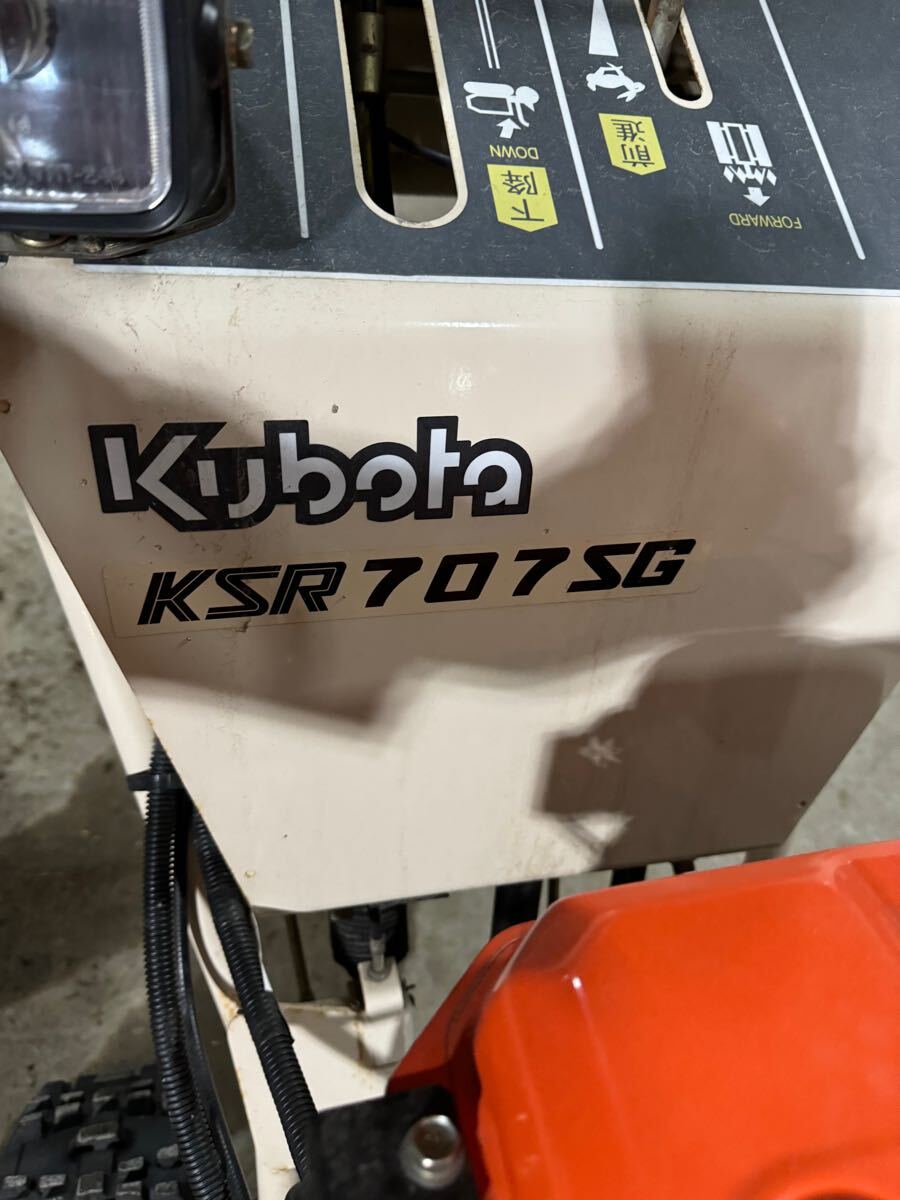 DOWN
下降
前進
FORWARD
Kubota
KSR707SG